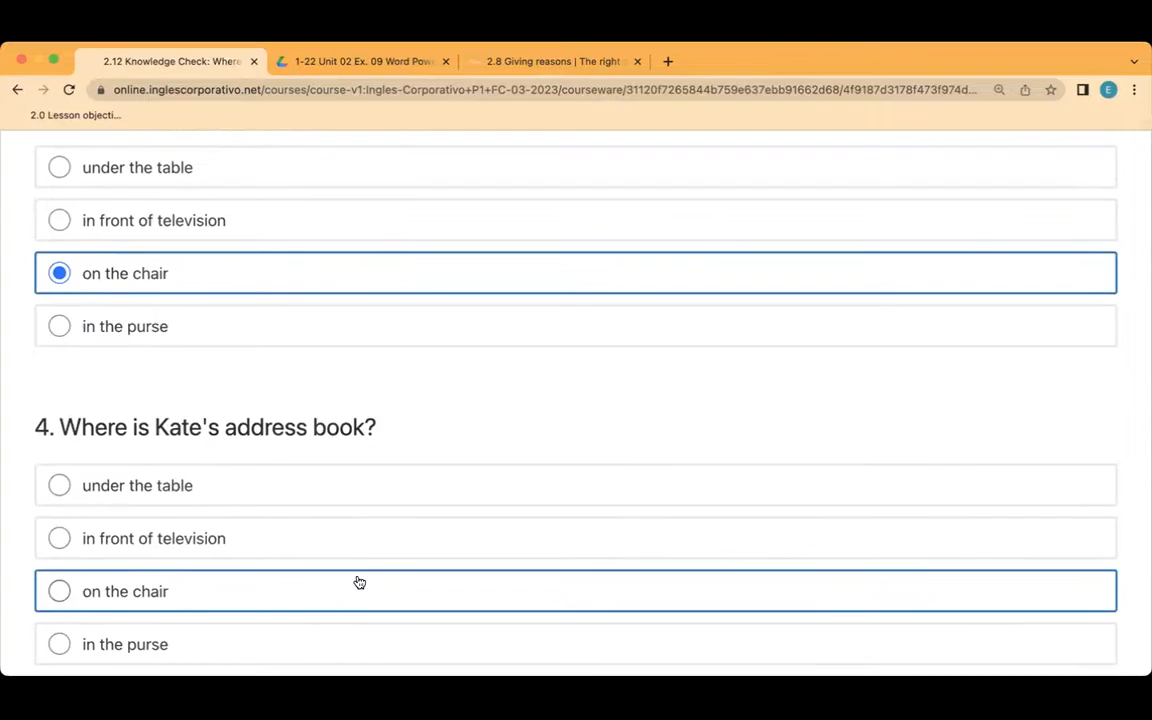 2.12 Knowledge Check: Where
1-22 Unit 02 Ex. 09 Word Pow
2.8 Giving reasons | The right
online.inglescorporativo.net/courses/course-v1:Ingles-Corporativo+P1+FC-03-2023/courseware/31120f7265844b759e637ebb91662d68/4f9187d3178f473f974d...
E
2.0 Lesson objecti...
under the table
in front of television
on the chair
in the purse
4. Where is Kate's address book?
under the table
in front of television
on the chair
in the purse